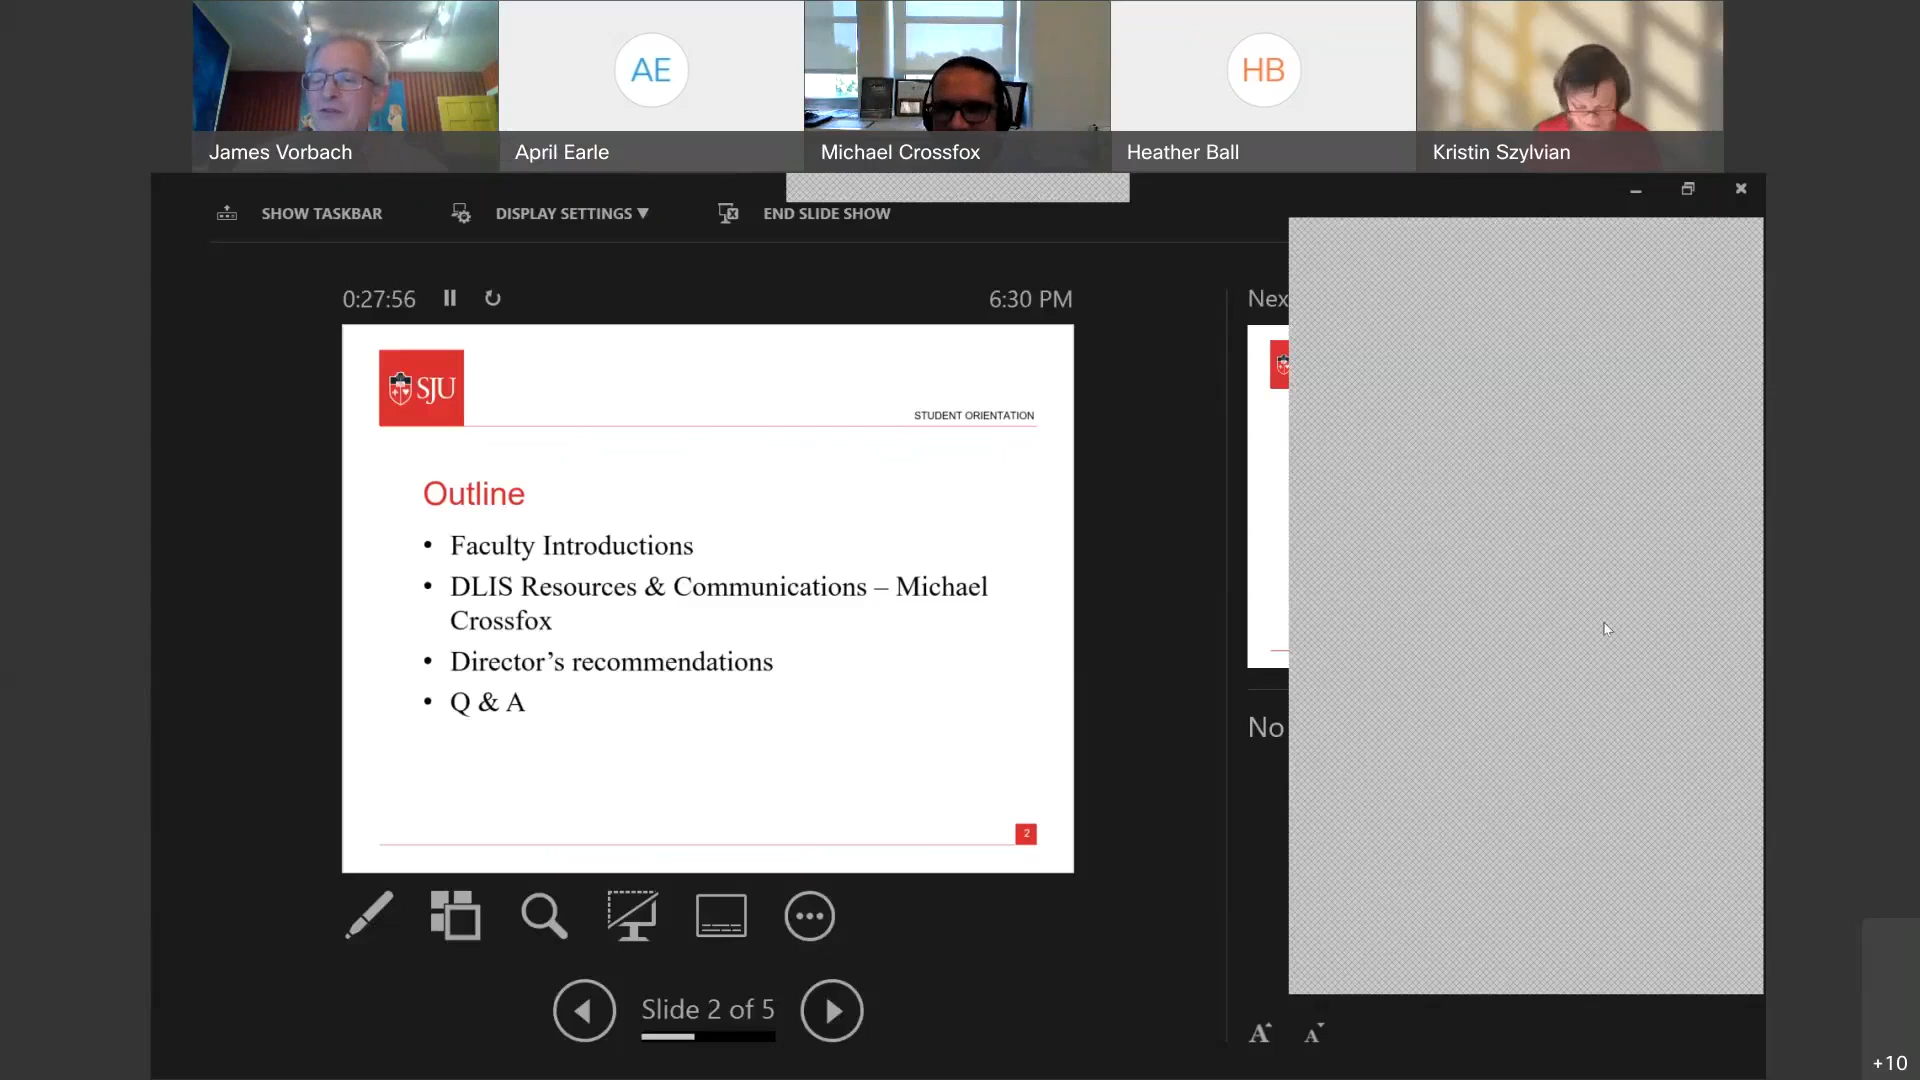 AE
HB
James Vorbach
April Earle
Michael Crossfox
Heather Ball
Kristin Szylvian
SHOW TASKBAR
DISPLAY SETTINGS ▼
END SLIDE SHOW
0:27:56
6:30 PM
Nex
SJU
STUDENT ORIENTATION
Outline
• Faculty Introductions
• DLIS Resources & Communications – Michael
Crossfox
• Director’s recommendations
• Q & A
No
2
Slide 2 of 5
A A
+10